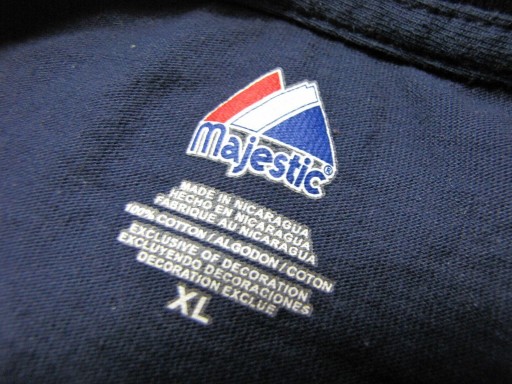 majestic®
MADE IN NICARAGUA
HECHO EN NICARAGUA
FABRIQUE AU NICARAGUA
100% COTTON / ALGODON / COTON
EXCLUSIVE OF DECORATION
EXCLUYENDO DECORACIONES
DECORATION EXCLUE
XL